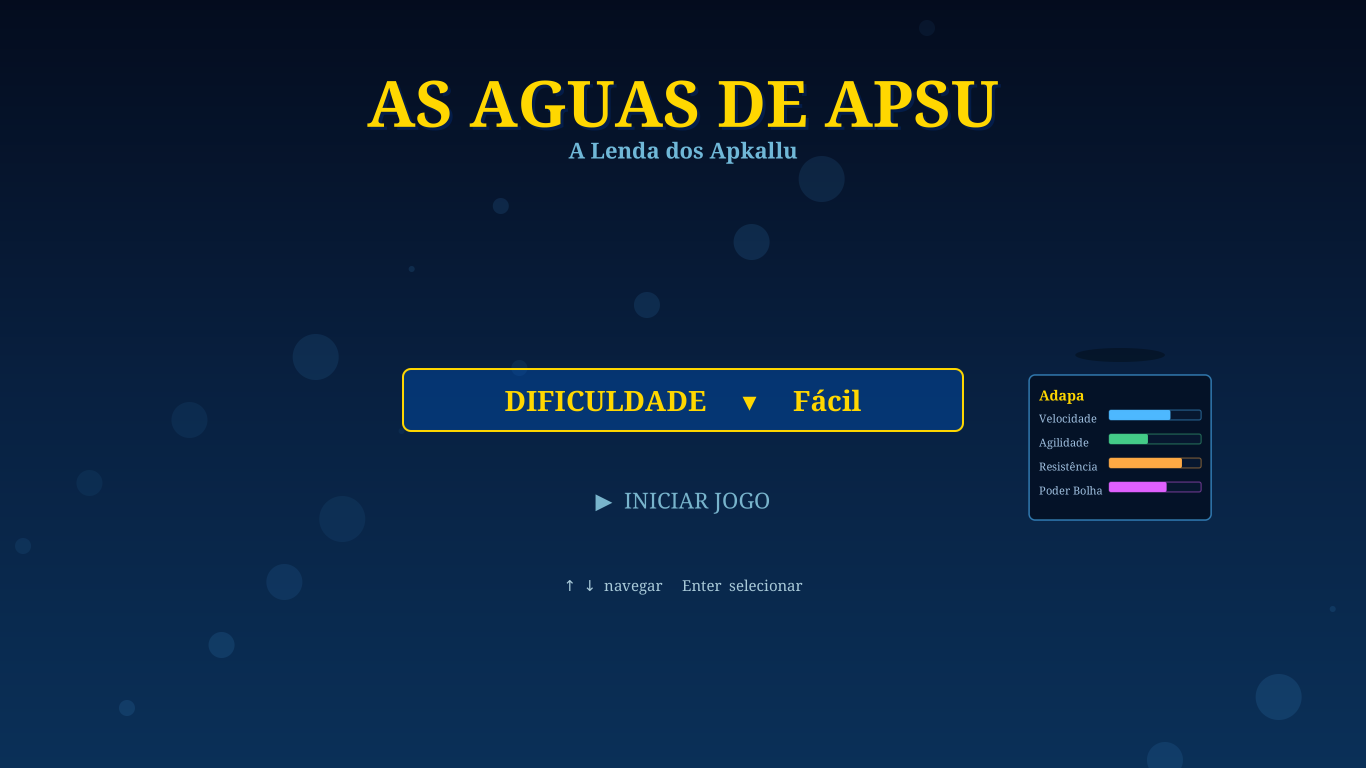 AS AGUAS DE APSU
A Lenda dos Apkallu
DIFICULDADE ▼ Fácil
▶ INICIAR JOGO
↑ ↓ navegar Enter selecionar
Adapa
Velocidade
Agilidade
Resistência
Poder Bolha